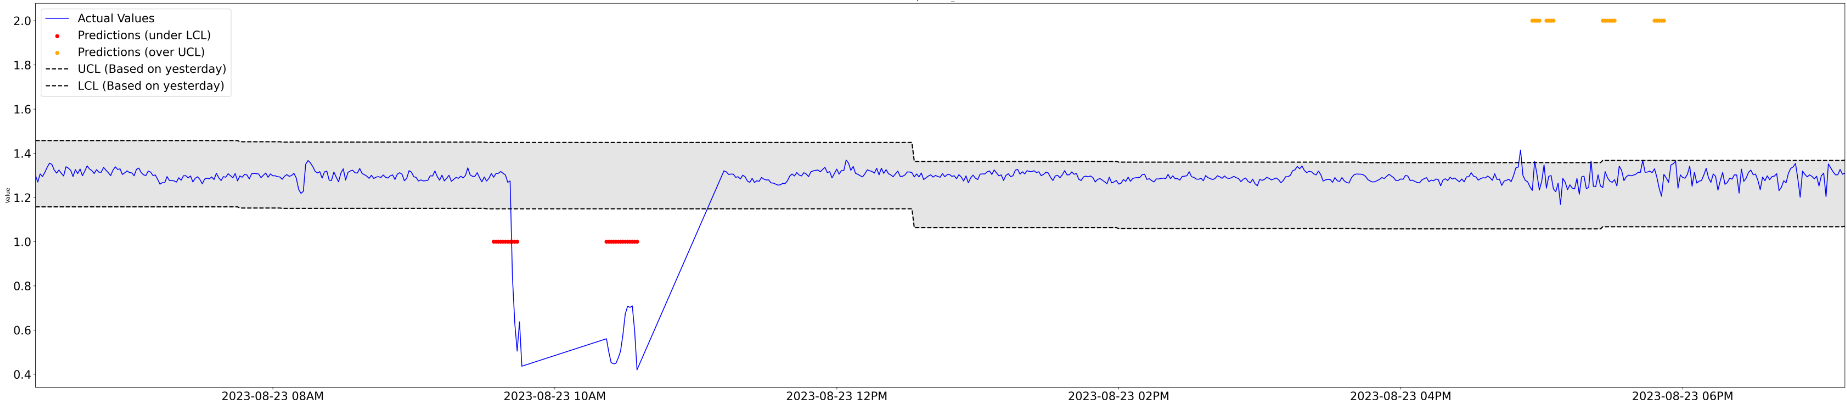 2.0
1.8
1.6
1.4
1.2
1.0
0.8
0.6
0.4
Value
Actual Values
Predictions (under LCL)
Predictions (over UCL)
UCL (Based on yesterday)
LCL (Based on yesterday)
2023-08-23 08AM
2023-08-23 10AM
2023-08-23 12PM
2023-08-23 02PM
2023-08-23 04PM
2023-08-23 06PM